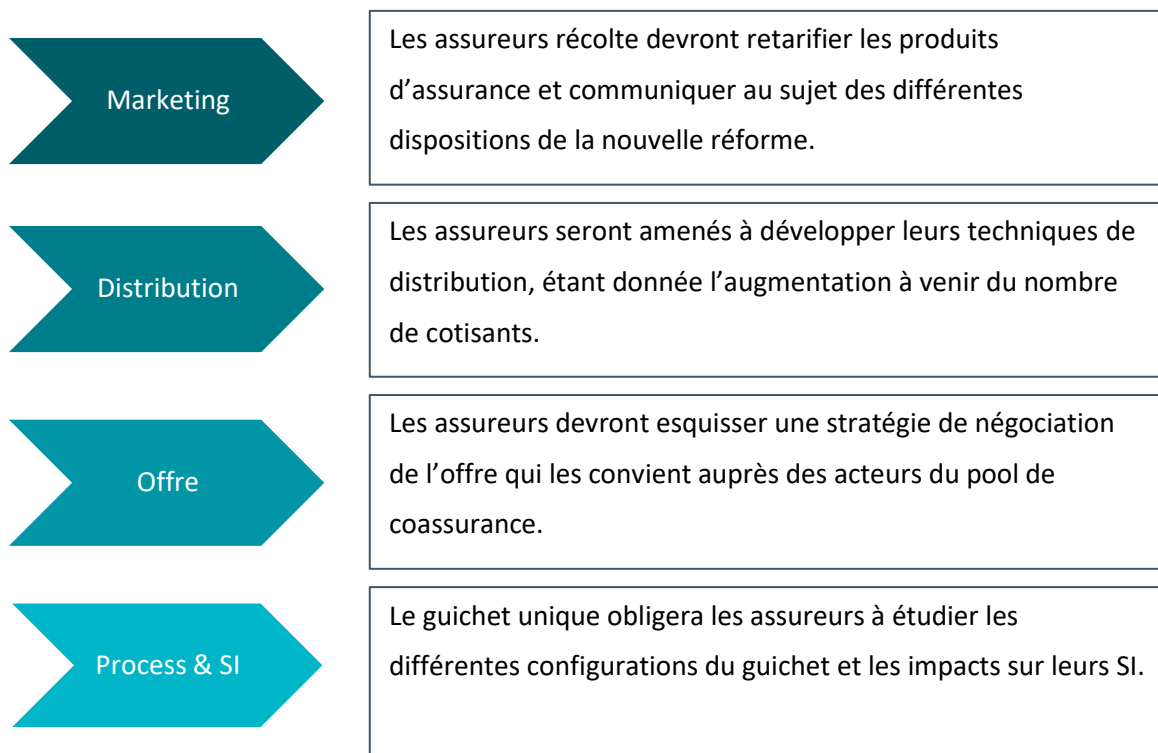 Marketing
Les assureurs récolte devront retarifier les produits
d’assurance et communiquer au sujet des différentes
dispositions de la nouvelle réforme.
Distribution
Les assureurs seront amenés à développer leurs techniques de
distribution, étant donnée l’augmentation à venir du nombre
de cotisants.
Offre
Les assureurs devront esquisser une stratégie de négociation
de l’offre qui les convient auprès des acteurs du pool de
coassurance.
Process & SI
Le guichet unique obligera les assureurs à étudier les
différentes configurations du guichet et les impacts sur leurs SI.